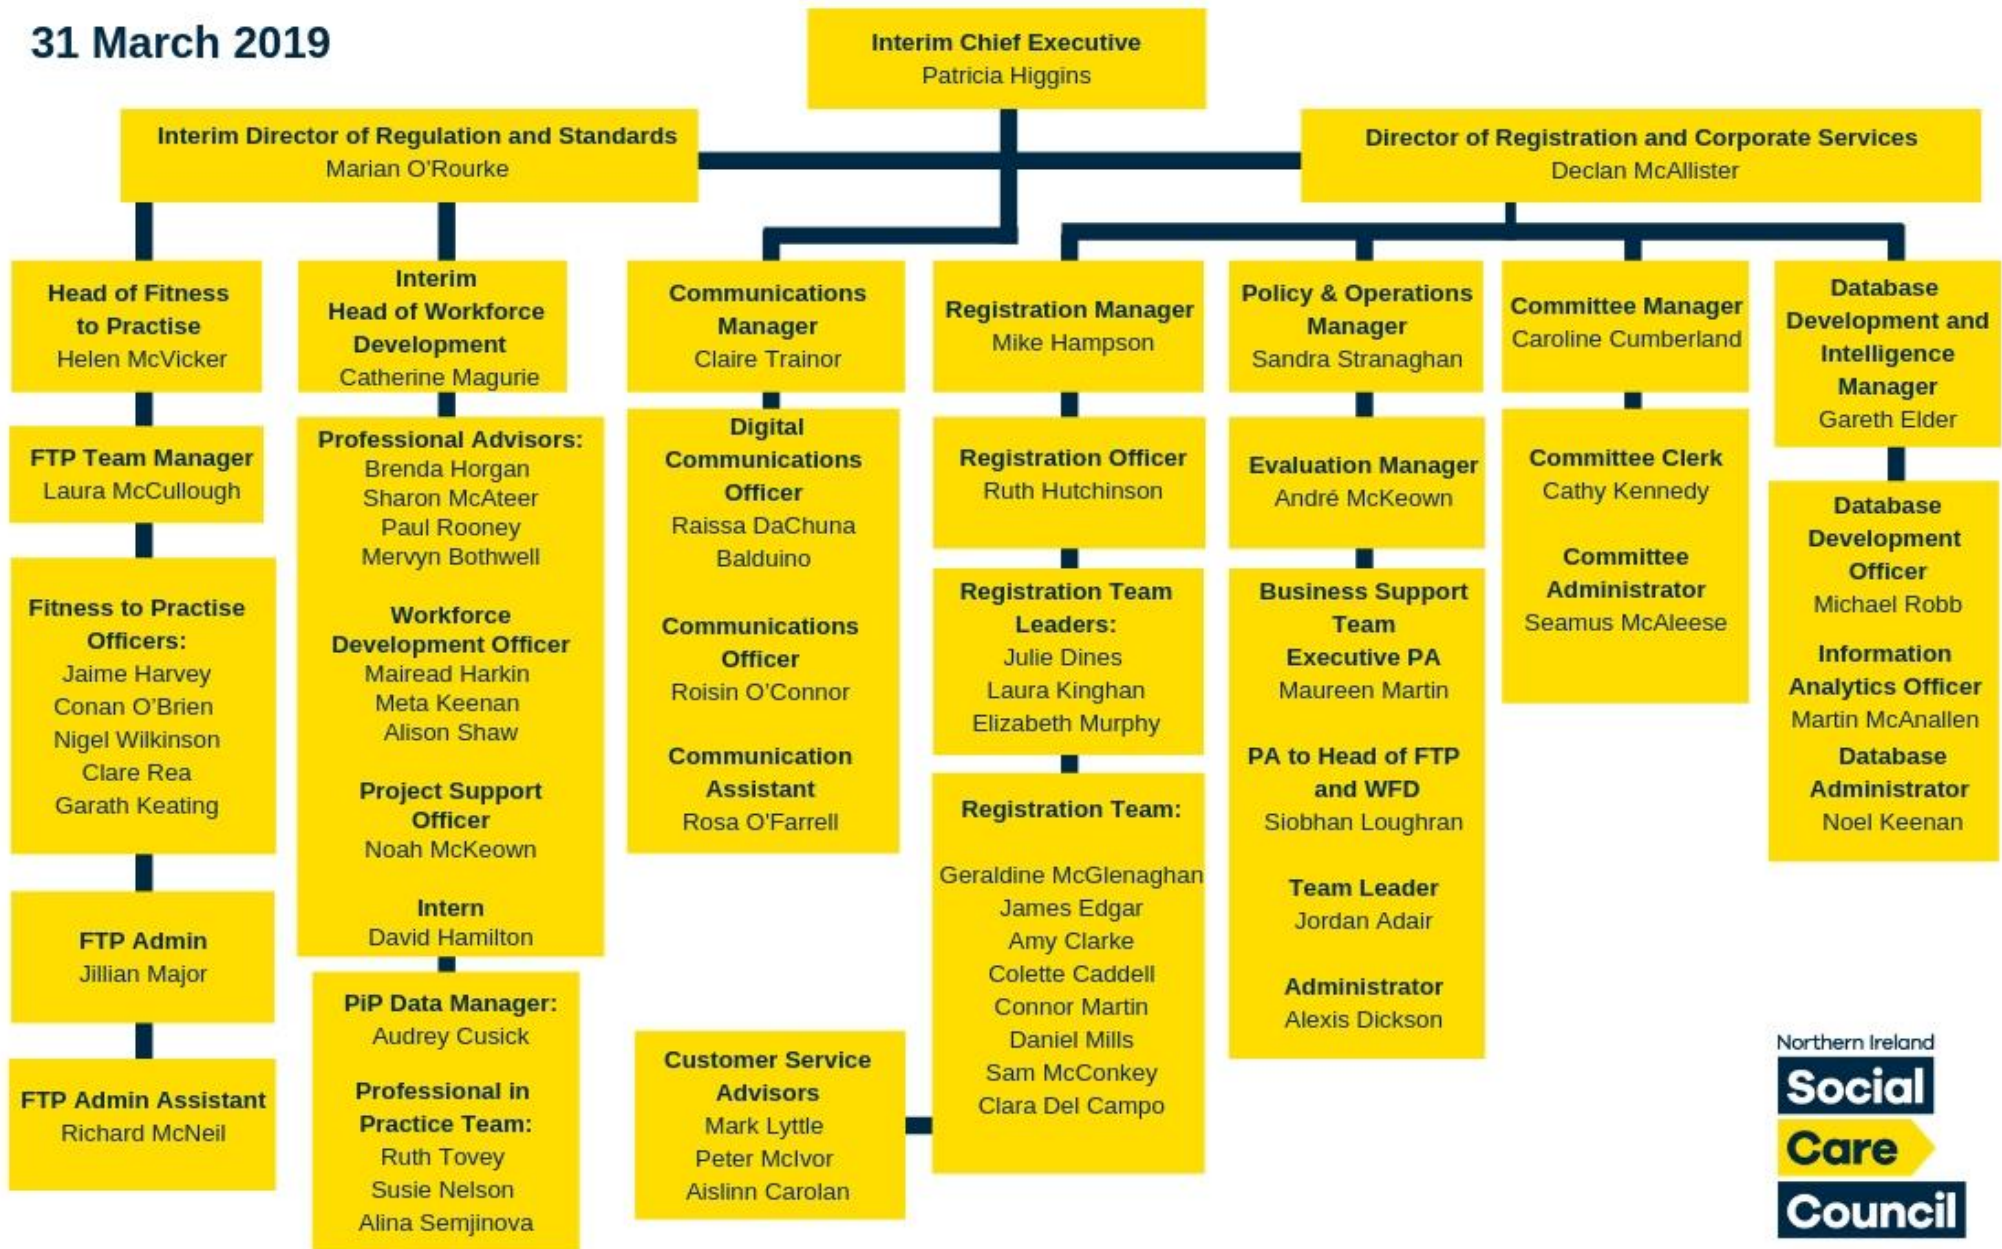 31 March 2019
Interim Chief Executive
Patricia Higgins
Interim Director of Regulation and Standards
Marian O'Rourke
Director of Registration and Corporate Services
Declan McAllister
Head of Fitness
to Practise
Helen McVicker
FTP Team Manager
Laura McCullough
Fitness to Practise
Officers:
Jaime Harvey
Conan O'Brien
Nigel Wilkinson
Clare Rea
Garath Keating
FTP Admin
Jillian Major
FTP Admin Assistant
Richard McNeil
Interim
Head of Workforce
Development
Catherine Magurie
Professional Advisors:
Brenda Horgan
Sharon McAteer
Paul Rooney
Mervyn Bothwell
Workforce
Development Officer
Mairead Harkin
Meta Keenan
Alison Shaw
Project Support
Officer
Noah McKeown
Intern
David Hamilton
PiP Data Manager:
Audrey Cusick
Professional in
Practice Team:
Ruth Tovey
Susie Nelson
Alina Semjinova
Communications
Manager
Claire Trainor
Digital
Communications
Officer
Raissa DaChuna
Balduino
Communications
Officer
Roisin O'Connor
Communication
Assistant
Rosa O'Farrell
Registration Manager
Mike Hampson
Registration Officer
Ruth Hutchinson
Registration Team
Leaders:
Julie Dines
Laura Kinghan
Elizabeth Murphy
Registration Team:
Geraldine McGlenaghan
James Edgar
Amy Clarke
Colette Caddell
Connor Martin
Daniel Mills
Sam McConkey
Clara Del Campo
Customer Service
Advisors
Mark Lyttle
Peter McIvor
Aislinn Carolan
Policy & Operations
Manager
Sandra Stranaghan
Evaluation Manager
André McKeown
Business Support
Team
Executive PA
Maureen Martin
PA to Head of FTP
and WFD
Siobhan Loughran
Team Leader
Jordan Adair
Administrator
Alexis Dickson
Committee Manager
Caroline Cumberland
Committee Clerk
Cathy Kennedy
Committee
Administrator
Seamus McAleese
Database
Development and
Intelligence
Manager
Gareth Elder
Database
Development
Officer
Michael Robb
Information
Analytics Officer
Martin McAnallen
Database
Administrator
Noel Keenan
Northern Ireland
Social
Care
Council